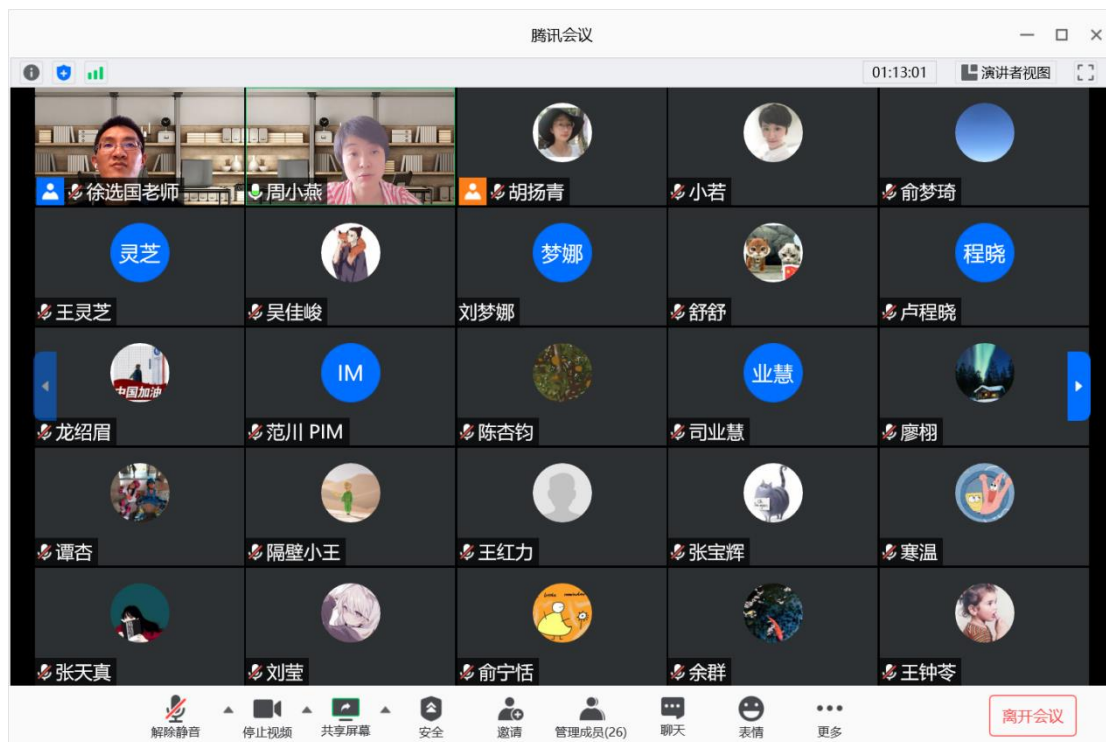 腾讯会议
01:13:01 演讲者视图
徐选国老师 周小燕 胡扬青 小若 俞梦琦
灵芝 梦娜 程晓
王灵芝 吴佳峻 刘梦娜 舒舒 卢程晓
中国加油 IM 业慧
龙绍眉 范川 PIM 陈杏钧 司业慧 廖栩
谭杏 隔壁小王 王红力 张宝辉 寒温
张天真 刘莹 俞宁恬 余群 王钟苓
解除静音 停止视频 共享屏幕 安全 邀请 管理成员(26) 聊天 表情 更多 离开会议